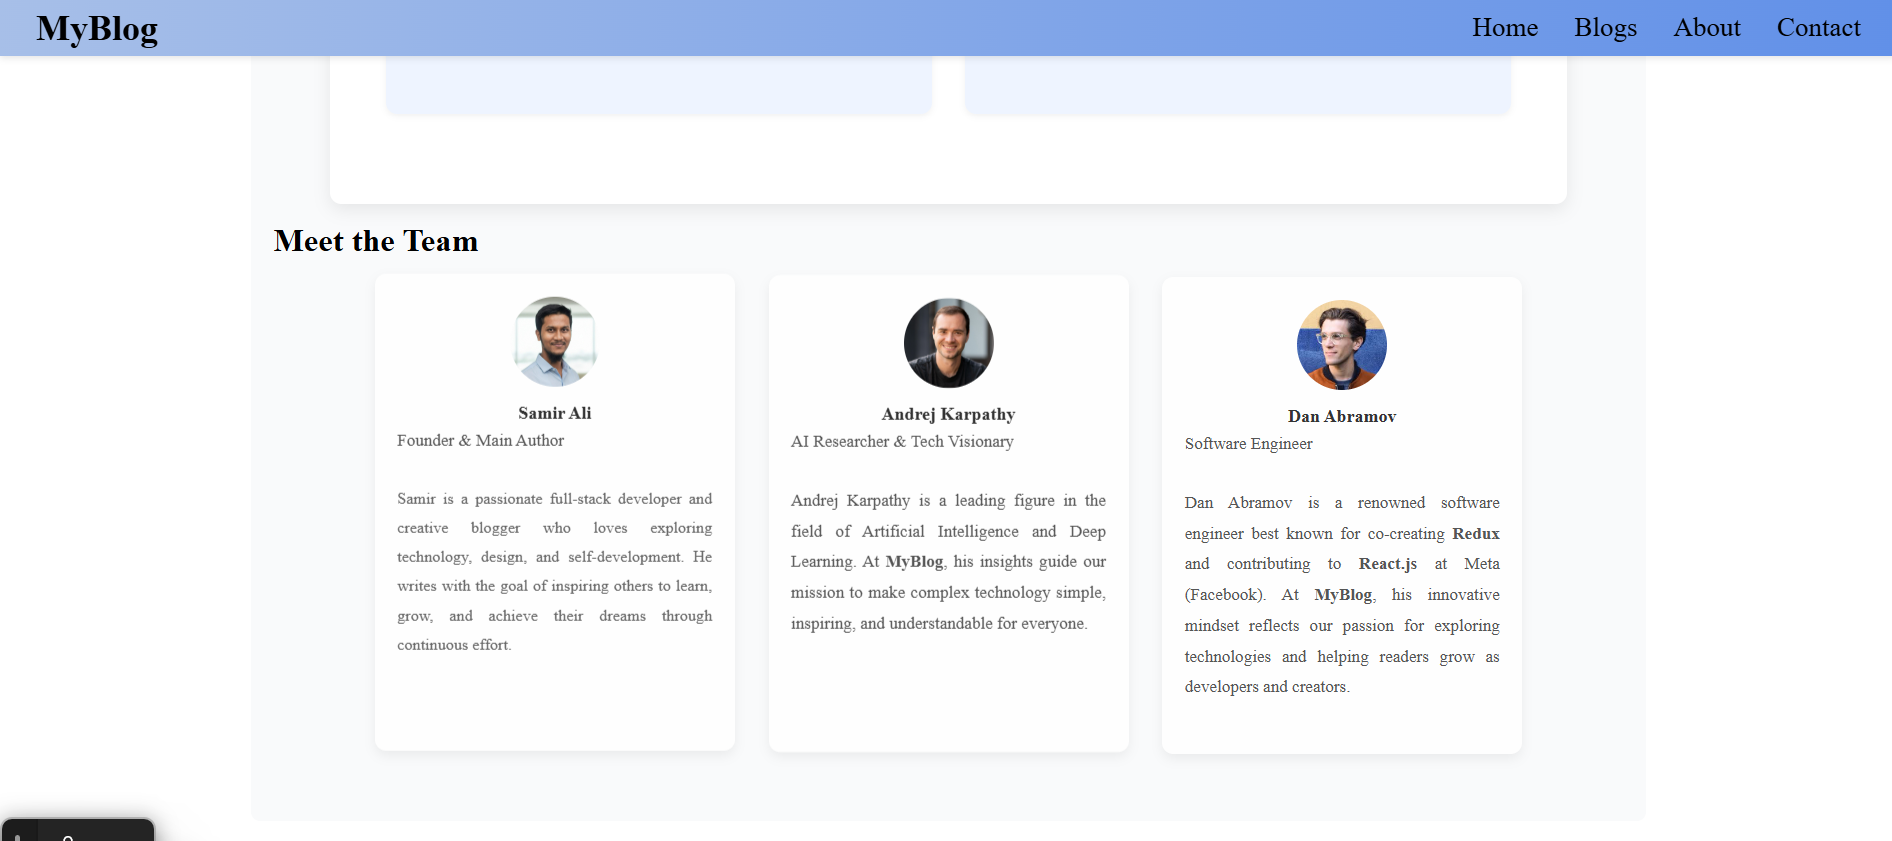 MyBlog
Home Blogs About Contact
Meet the Team
Samir Ali
Founder & Main Author
Samir is a passionate full-stack developer and
creative blogger who loves exploring
technology, design, and self-development. He
writes with the goal of inspiring others to learn,
grow, and achieve their dreams through
continuous effort.
Andrej Karpathy
AI Researcher & Tech Visionary
Andrej Karpathy is a leading figure in the
field of Artificial Intelligence and Deep
Learning. At MyBlog, his insights guide our
mission to make complex technology simple,
inspiring, and understandable for everyone.
Dan Abramov
Software Engineer
Dan Abramov is a renowned software
engineer best known for co-creating Redux
and contributing to React.js at Meta
(Facebook). At MyBlog, his innovative
mindset reflects our passion for exploring
technologies and helping readers grow as
developers and creators.